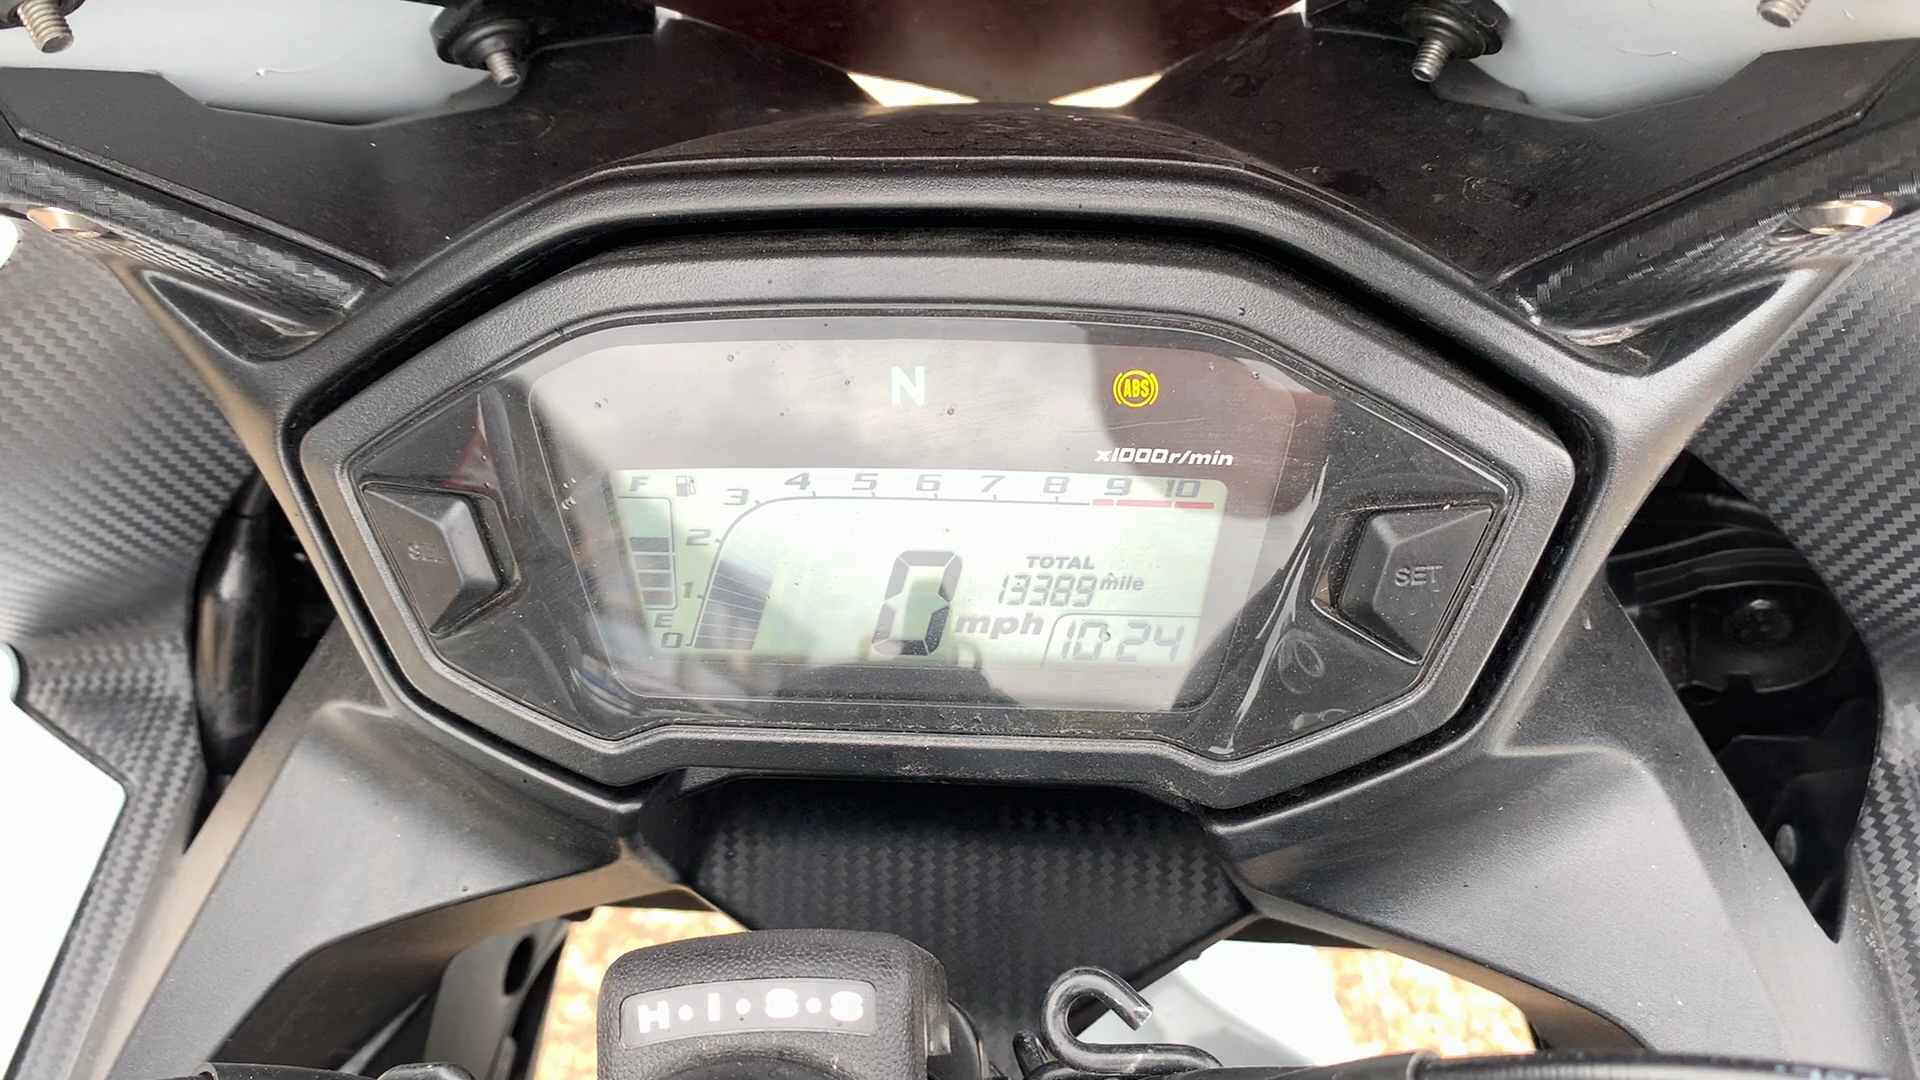 N
ABS
x1000r/min
F
3 4 5 6 7 8 9 10
2
1
E
0
TOTAL
13389 mile
0 mph
10:24
SET
H·I·S·S